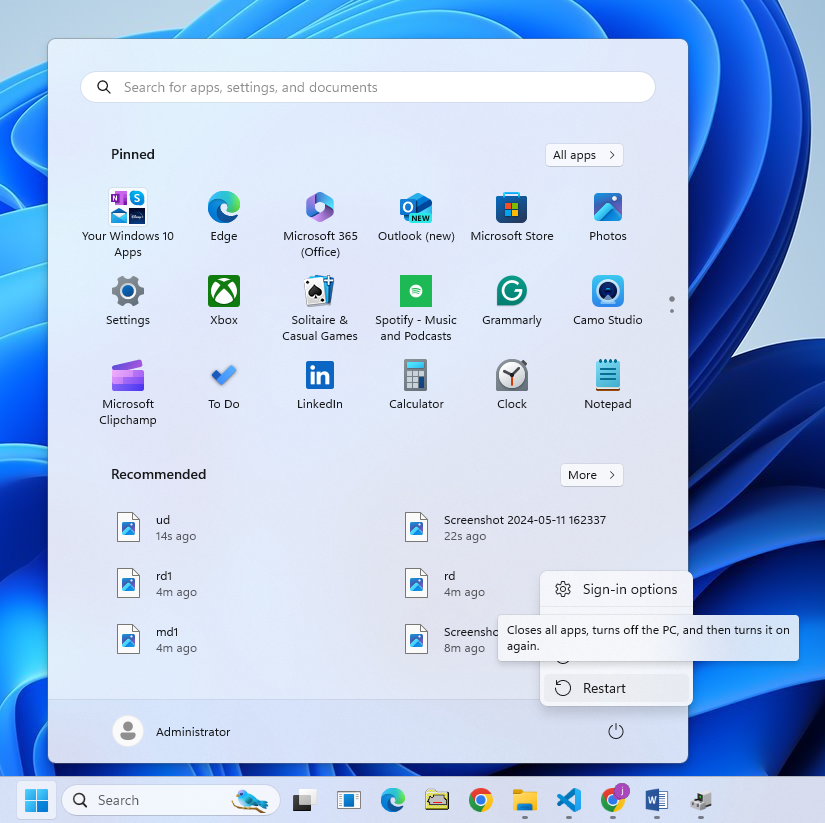 Search for apps, settings, and documents
Pinned
All apps
Your Windows 10
Apps
Edge
Microsoft 365
(Office)
Outlook (new)
NEW
Microsoft Store
Photos
Settings
Xbox
Solitaire &
Casual Games
Spotify - Music
and Podcasts
Grammarly
Camo Studio
Microsoft
Clipchamp
To Do
LinkedIn
Calculator
Clock
Notepad
Recommended
More
ud
14s ago
Screenshot 2024-05-11 162337
22s ago
rd1
4m ago
rd
4m ago
md1
4m ago
8m ago
Sign-in options
Closes all apps, turns off the PC, and then turns it on
again.
Restart
Administrator
Search